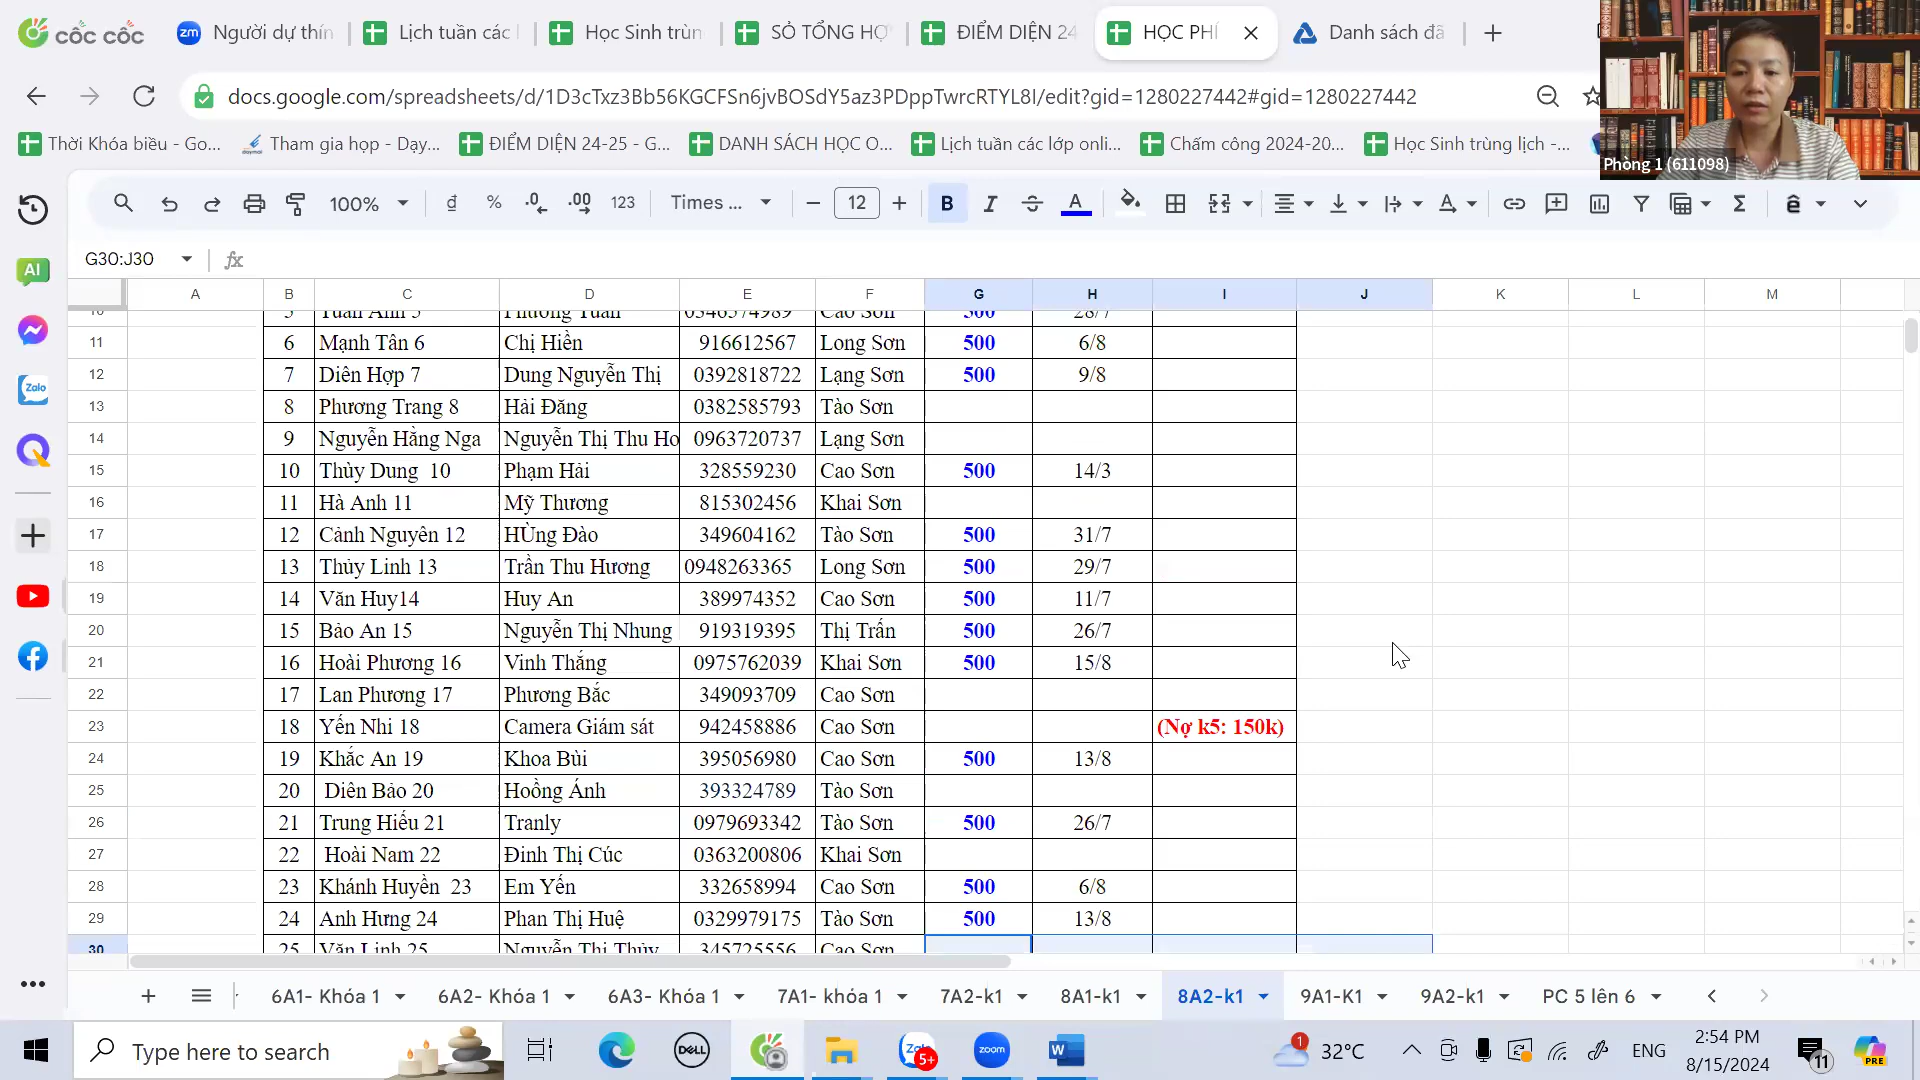 cốc cốc
Người dự thín
Lịch tuần các l
Học Sinh trùn
SỎ TỔNG HỢ
ĐIỂM DIỆN 24
HỌC PHÍ
Danh sách đã
docs.google.com/spreadsheets/d/1D3cTxz3Bb56KGCFSn6jvBOSdY5az3PDppTwrcRTYL8I/edit?gid=1280227442#gid=1280227442
Thời Khóa biểu - Go...
Tham gia họp - Dạy...
ĐIỂM DIỆN 24-25 - G...
DANH SÁCH HỌC O...
Lịch tuần các lớp onli...
Chấm công 2024-20...
Học Sinh trùng lịch -...
Phòng 1 (611098)
100% đ % .0 .00 123 Times ... 12 B I A
G30:J30 fx
A B C D E F G H I J K L M
11 6 Mạnh Tân 6 Chị Hiền 916612567 Long Sơn 500 6/8
12 7 Diên Hợp 7 Dung Nguyễn Thị 0392818722 Lạng Sơn 500 9/8
13 8 Phương Trang 8 Hải Đăng 0382585793 Tào Sơn
14 9 Nguyễn Hằng Nga Nguyễn Thị Thu Ho 0963720737 Lạng Sơn
15 10 Thùy Dung 10 Phạm Hải 328559230 Cao Sơn 500 14/3
16 11 Hà Anh 11 Mỹ Thương 815302456 Khai Sơn
17 12 Cảnh Nguyên 12 HÙng Đào 349604162 Tào Sơn 500 31/7
18 13 Thùy Linh 13 Trần Thu Hương 0948263365 Long Sơn 500 29/7
19 14 Văn Huy14 Huy An 389974352 Cao Sơn 500 11/7
20 15 Bảo An 15 Nguyễn Thị Nhung 919319395 Thị Trấn 500 26/7
21 16 Hoài Phương 16 Vinh Thắng 0975762039 Khai Sơn 500 15/8
22 17 Lan Phương 17 Phương Bắc 349093709 Cao Sơn
23 18 Yến Nhi 18 Camera Giám sát 942458886 Cao Sơn (Nợ k5: 150k)
24 19 Khắc An 19 Khoa Bùi 395056980 Cao Sơn 500 13/8
25 20 Diên Bảo 20 Hoồng Ánh 393324789 Tào Sơn
26 21 Trung Hiếu 21 Tranly 0979693342 Tào Sơn 500 26/7
27 22 Hoài Nam 22 Đinh Thị Cúc 0363200806 Khai Sơn
28 23 Khánh Huyền 23 Em Yến 332658994 Cao Sơn 500 6/8
29 24 Anh Hưng 24 Phan Thị Huệ 0329979175 Tào Sơn 500 13/8
30 25 Văn Linh 25 Nguyễn Thị Thủy 345725556 Cao Sơn
6A1- Khóa 1
6A2- Khóa 1
6A3- Khóa 1
7A1- khóa 1
7A2-k1
8A1-k1
8A2-k1
9A1-K1
9A2-k1
PC 5 lên 6
Type here to search
32°C
ENG
2:54 PM
8/15/2024
11